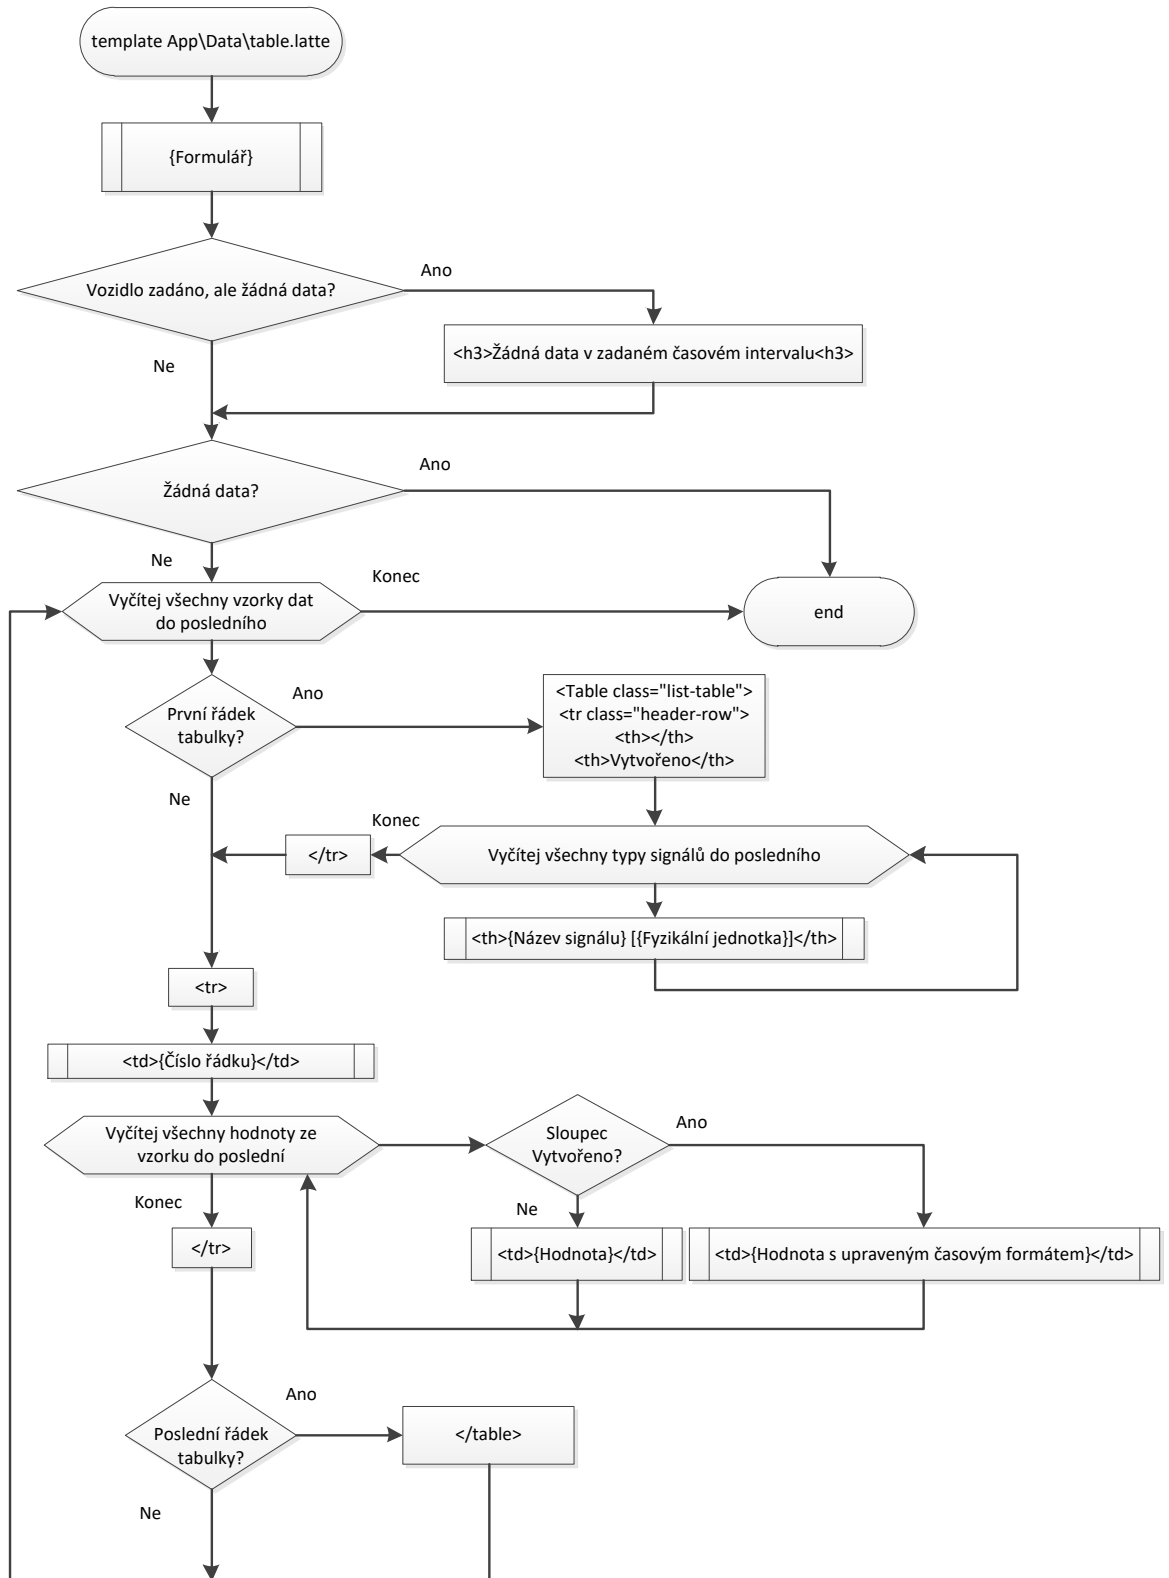 template App\Data\table.latte
{Formulář}
Ano
Vozidlo zadáno, ale žádná data?
<h3>Žádná data v zadaném časovém intervalu<h3>
Ne
Ano
Žádná data?
Ne
Konec
Vyčítej všechny vzorky dat
do posledního
end
Ano
<Table class="list-table">
<tr class="header-row">
<th></th>
<th>Vytvořeno</th>
První řádek
tabulky?
Ne
Konec
</tr>
Vyčítej všechny typy signálů do posledního
<th>{Název signálu} [{Fyzikální jednotka}]</th>
<tr>
<td>{Číslo řádku}</td>
Vyčítej všechny hodnoty ze
vzorku do poslední
Sloupec
Vytvořeno?
Ano
Konec
Ne
</tr>
<td>{Hodnota}</td>
<td>{Hodnota s upraveným časovým formátem}</td>
Ano
Poslední řádek
tabulky?
</table>
Ne